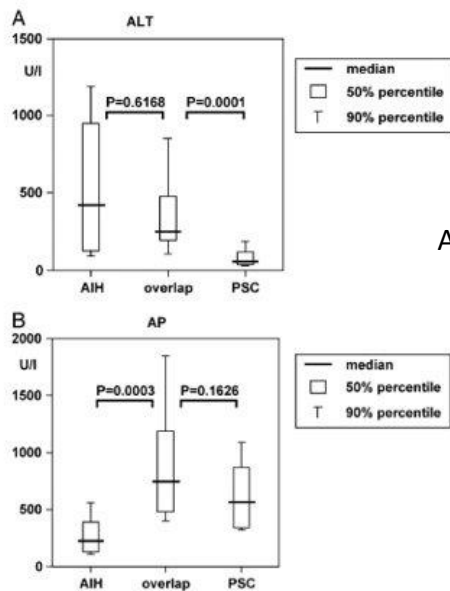 A
ALT
1500
U/l
1000
500
0
P=0.6168 P=0.0001
AIH overlap PSC
median
50% percentile
90% percentile
A
B
AP
2000
U/l
1500
1000
500
0
P=0.0003 P=0.1626
AIH overlap PSC
median
50% percentile
90% percentile